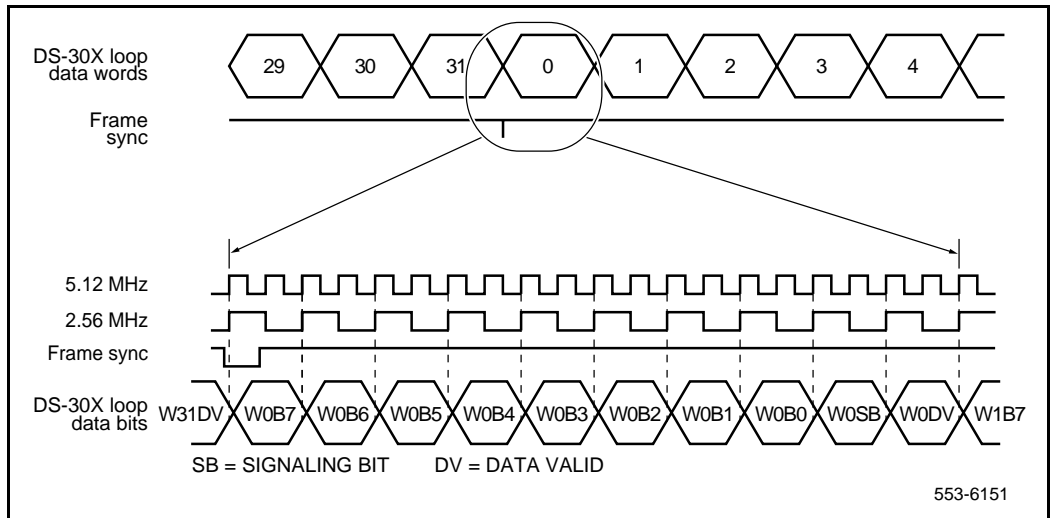 DS-30X loop
data words
29 30 31 0 1 2 3 4
Frame
sync
5.12 MHz
2.56 MHz
Frame sync
DS-30X loop
data bits
W31DV W0B7 W0B6 W0B5 W0B4 W0B3 W0B2 W0B1 W0B0 W0SB W0DV W1B7
SB = SIGNALING BIT DV = DATA VALID
553-6151